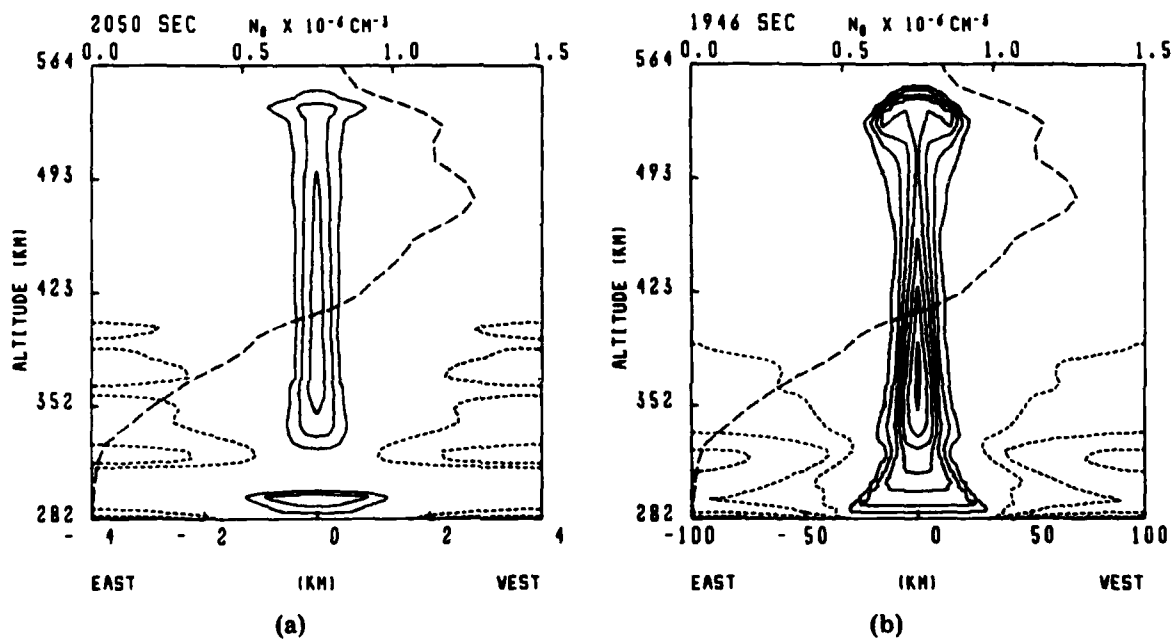 2050 SEC N₀ X 10⁻⁶ CM⁻³
0.0 0.5 1.0 1.5
564
493
423
352
282
ALTITUDE (KM)
-4 -2 0 2 4
EAST (KM) WEST
(a)
1946 SEC N₀ X 10⁻⁶ CM⁻³
0.0 0.5 1.0 1.5
564
493
423
352
282
ALTITUDE (KM)
-100 -50 0 50 100
EAST (KM) WEST
(b)